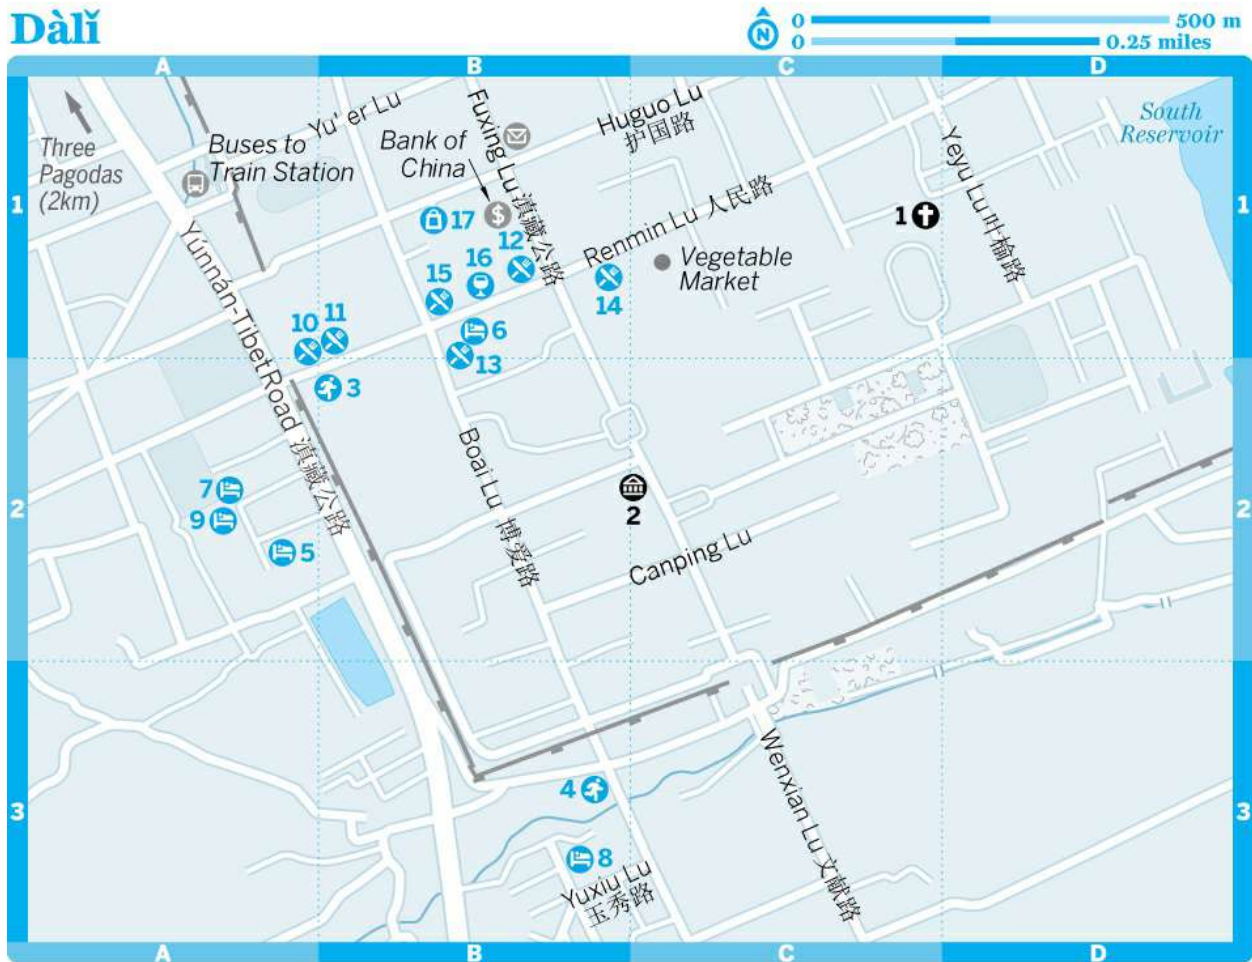 Dàlǐ
N
0 500 m
0 0.25 miles
A B C D
South
Reservoir
Three
Pagodas
(2km)
Buses to
Train Station
Yu' er Lu
Bank of
China
Fuxing Lu 滇藏公路
Huguo Lu
护国路
Yeyu Lu 叶榆路
Renmin Lu 人民路
Vegetable
Market
Yúnnán-Tibet Road 滇藏公路
1 1
1
17
$
12
16
15
14
10
11
6
13
3
Boai Lu 博爱路
7
9
5
2
2 2
Canping Lu
4
8
Yuxiu Lu
玉秀路
Wenxian Lu 文献路
3 3
A B C D